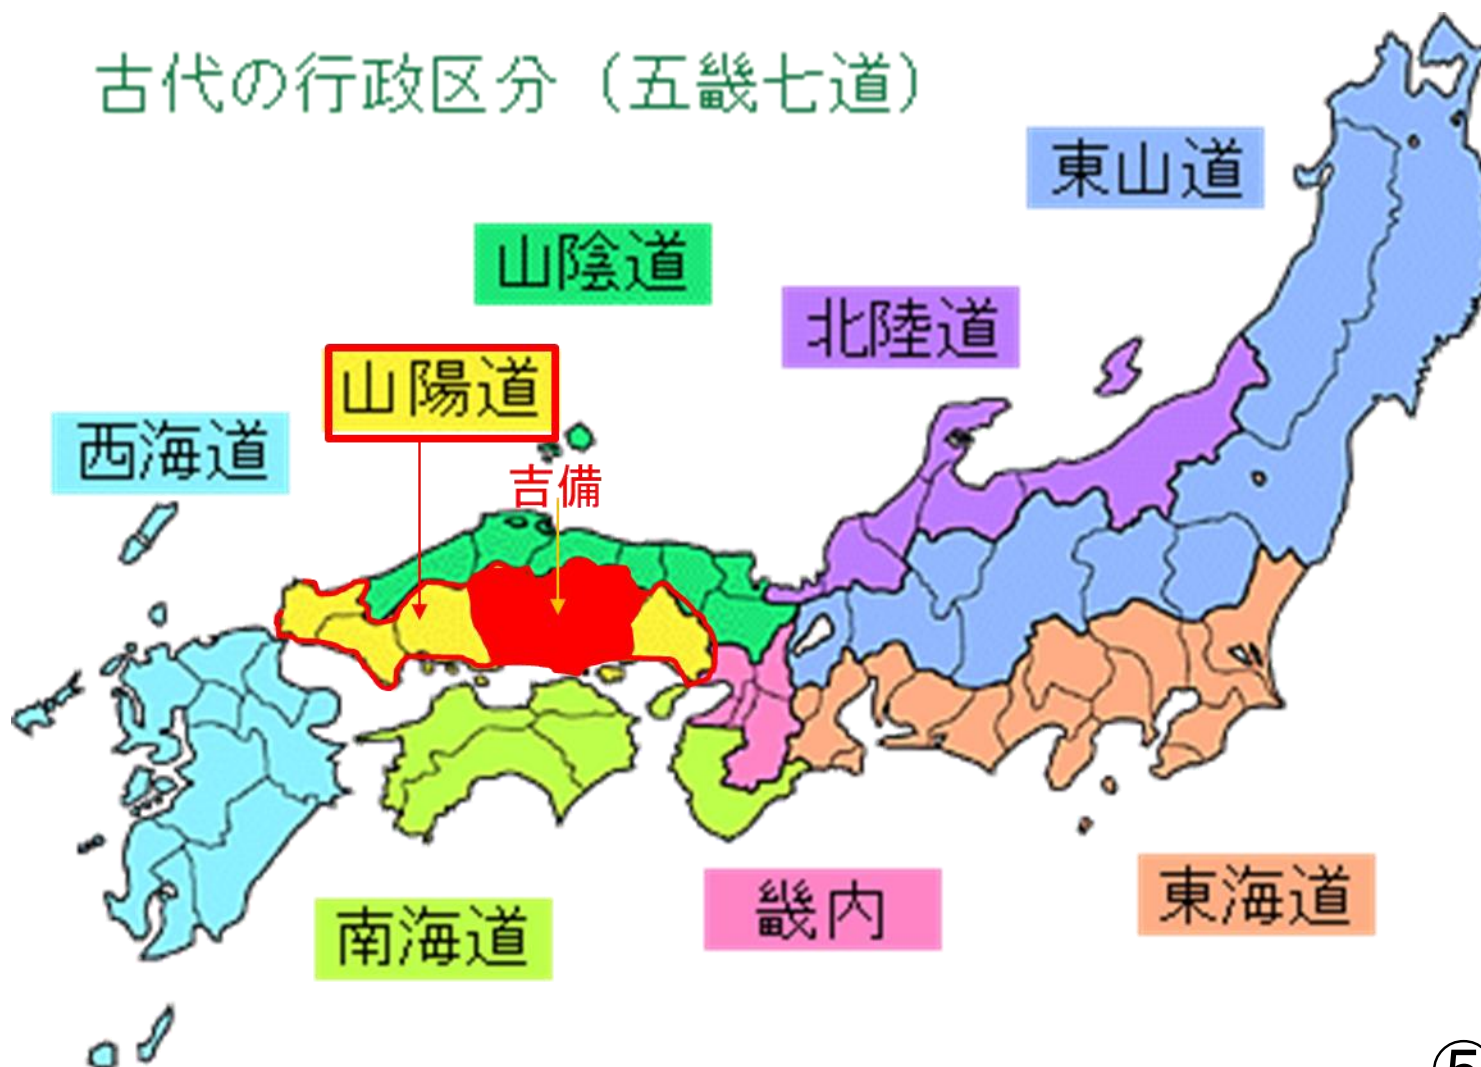 古代の行政区分（五畿七道）
東山道
山陰道
北陸道
山陽道
西海道
吉備
畿内
東海道
南海道
⑤